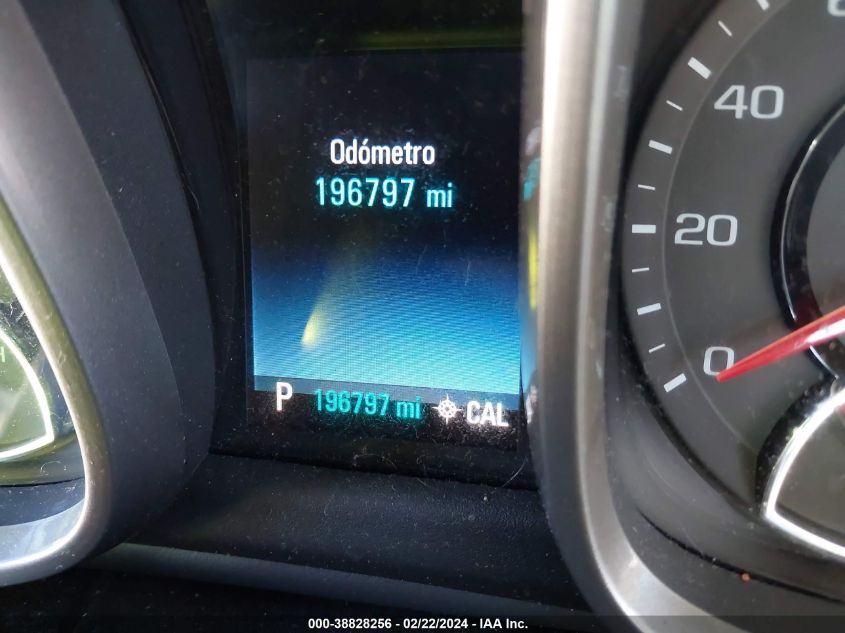 Odómetro
196797 mi
P 196797 mi CAL
40
20
0
000-38828256 - 02/22/2024 - IAA Inc.